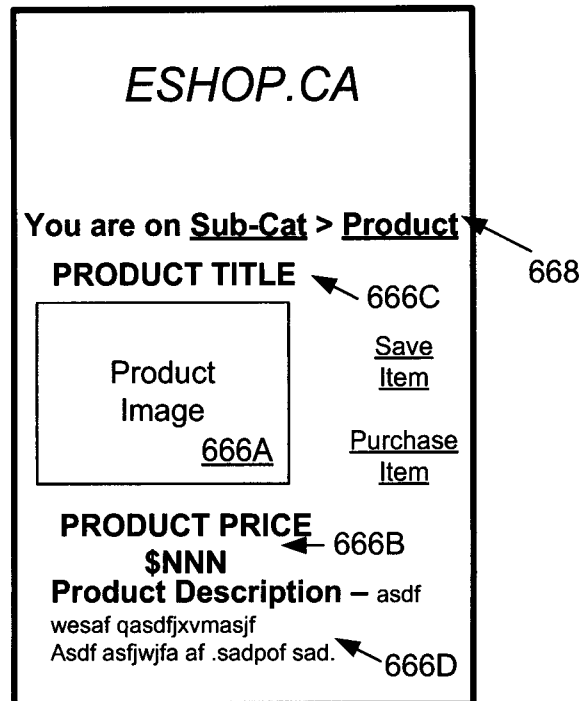 ESHOP.CA
You are on Sub-Cat > Product
668
PRODUCT TITLE
666C
Product
Image
666A
Save
Item
Purchase
Item
PRODUCT PRICE
$NNN
666B
Product Description – asdf
wesaf qasdfjxvmasjf
Asdf asfjwjfa af .sadpof sad.
666D